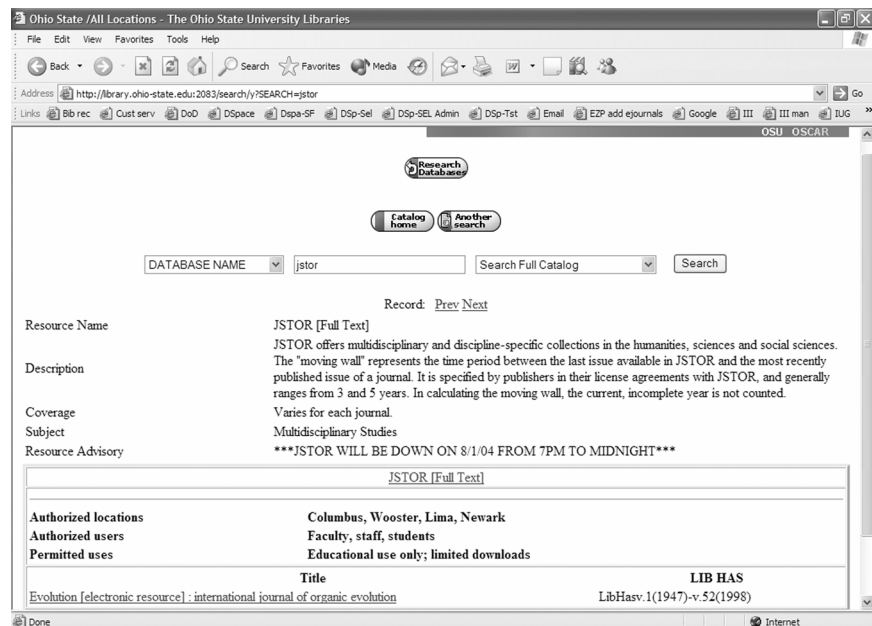 Ohio State /All Locations - The Ohio State University Libraries
File Edit View Favorites Tools Help
Back Search Favorites Media
Address http://library.ohio-state.edu:2083/search/y?SEARCH=jstor Go
Links Bib rec Cust serv DoD DSpace Dspa-SF DSp-Sel DSp-SEL Admin DSp-Tst Email EZP add ejournals Google III III man IUG »
OSU OSCAR
Research
Databases
Catalog Another
home search
DATABASE NAME jstor Search Full Catalog Search
Record: Prev Next
Resource Name JSTOR [Full Text]
JSTOR offers multidisciplinary and discipline-specific collections in the humanities, sciences and social sciences.
The "moving wall" represents the time period between the last issue available in JSTOR and the most recently
Description
published issue of a journal. It is specified by publishers in their license agreements with JSTOR, and generally
ranges from 3 and 5 years. In calculating the moving wall, the current, incomplete year is not counted.
Coverage Varies for each journal.
Subject Multidisciplinary Studies
Resource Advisory ***JSTOR WILL BE DOWN ON 8/1/04 FROM 7PM TO MIDNIGHT***
JSTOR [Full Text]
Authorized locations Columbus, Wooster, Lima, Newark
Authorized users Faculty, staff, students
Permitted uses Educational use only; limited downloads
Title LIB HAS
Evolution [electronic resource] : international journal of organic evolution LibHasv.1(1947)-v.52(1998)
Done Internet